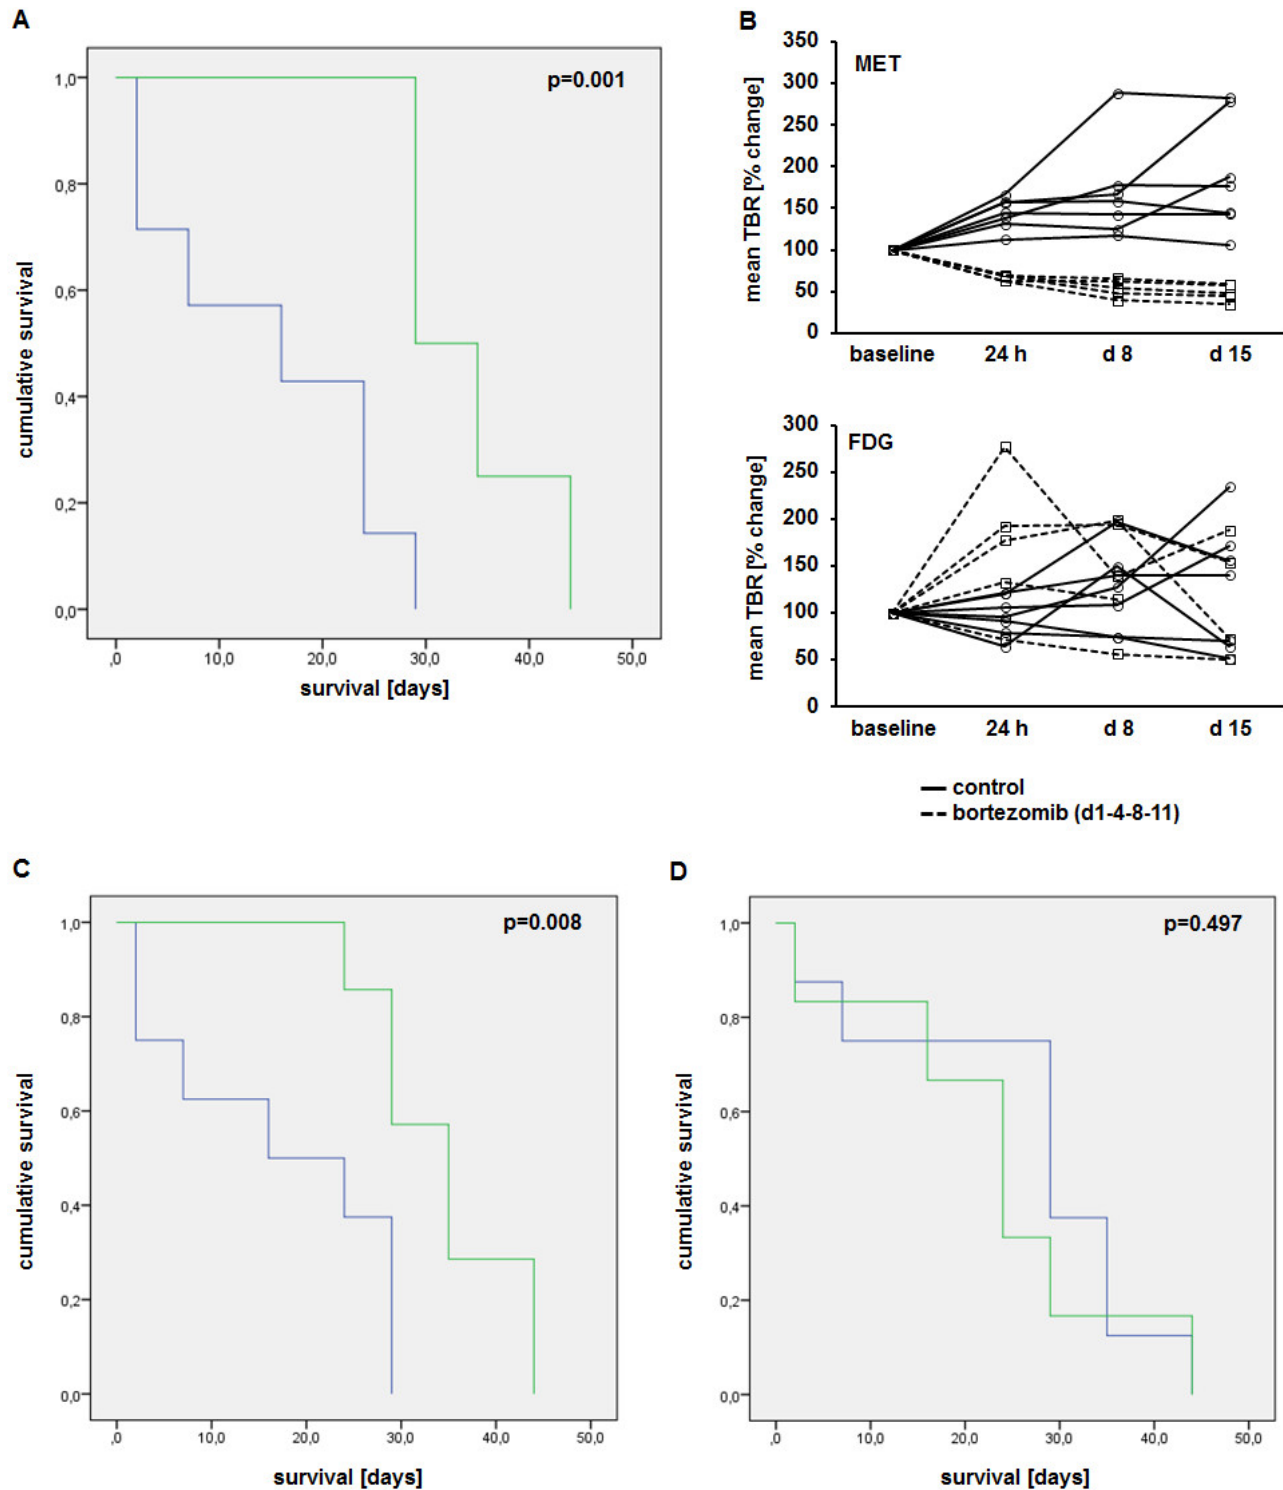 A
p=0.001
1,0
0,8
0,6
0,4
0,2
0,0
cumulative survival
,0 10,0 20,0 30,0 40,0 50,0
survival [days]
B
MET
350
300
250
200
150
100
50
0
mean TBR [% change]
baseline 24 h d 8 d 15
FDG
300
250
200
150
100
50
0
mean TBR [% change]
baseline 24 h d 8 d 15
control
bortezomib (d1-4-8-11)
C
p=0.008
1,0
0,8
0,6
0,4
0,2
0,0
cumulative survival
,0 10,0 20,0 30,0 40,0 50,0
survival [days]
D
p=0.497
1,0
0,8
0,6
0,4
0,2
0,0
cumulative survival
,0 10,0 20,0 30,0 40,0 50,0
survival [days]